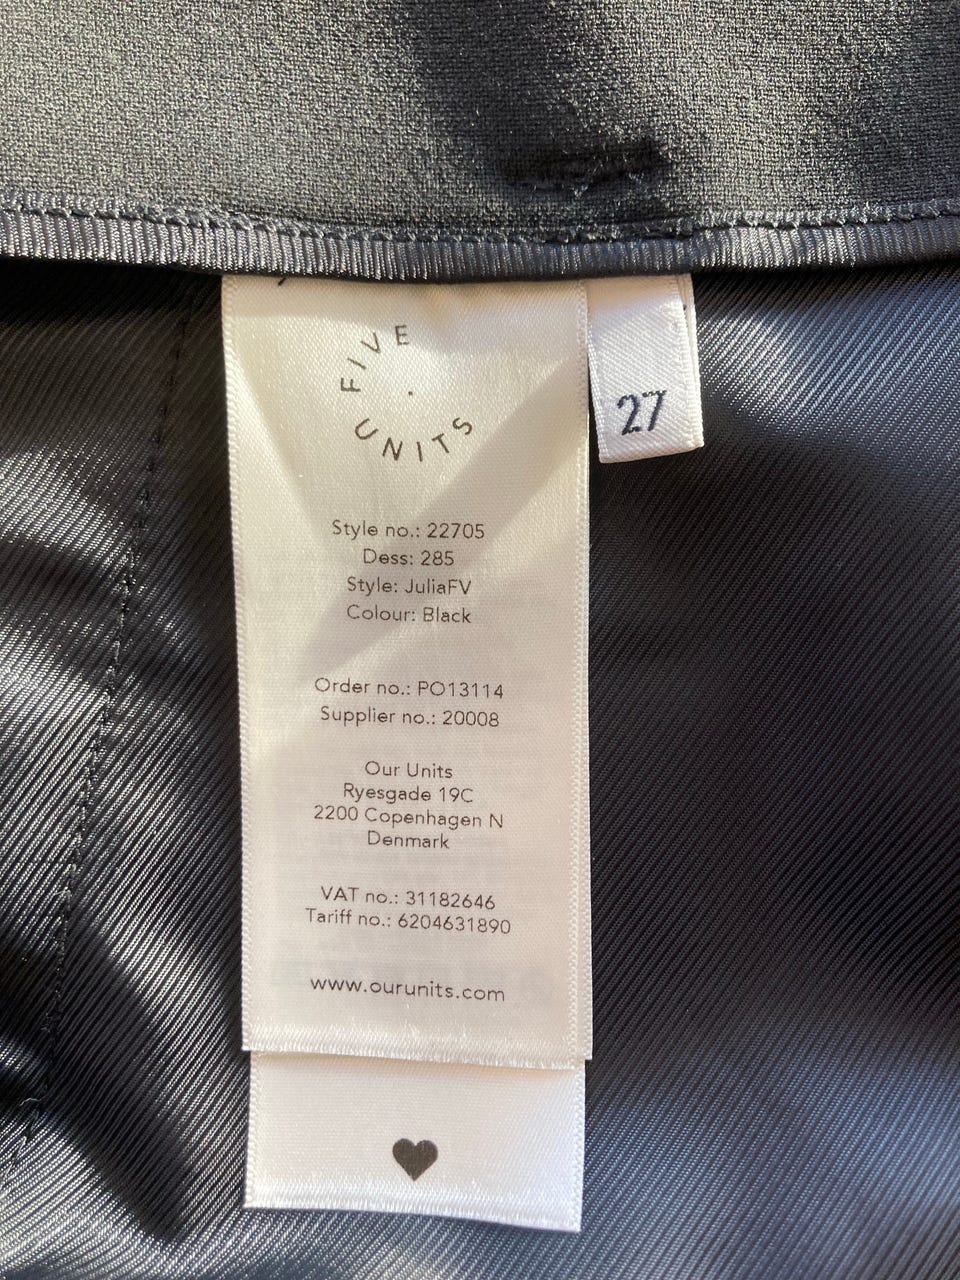 FIVE
UNITS
27
Style no.: 22705
Dess: 285
Style: JuliaFV
Colour: Black
Order no.: PO13114
Supplier no.: 20008
Our Units
Ryesgade 19C
2200 Copenhagen N
Denmark
VAT no.: 31182646
Tariff no.: 6204631890
www.ourunits.com